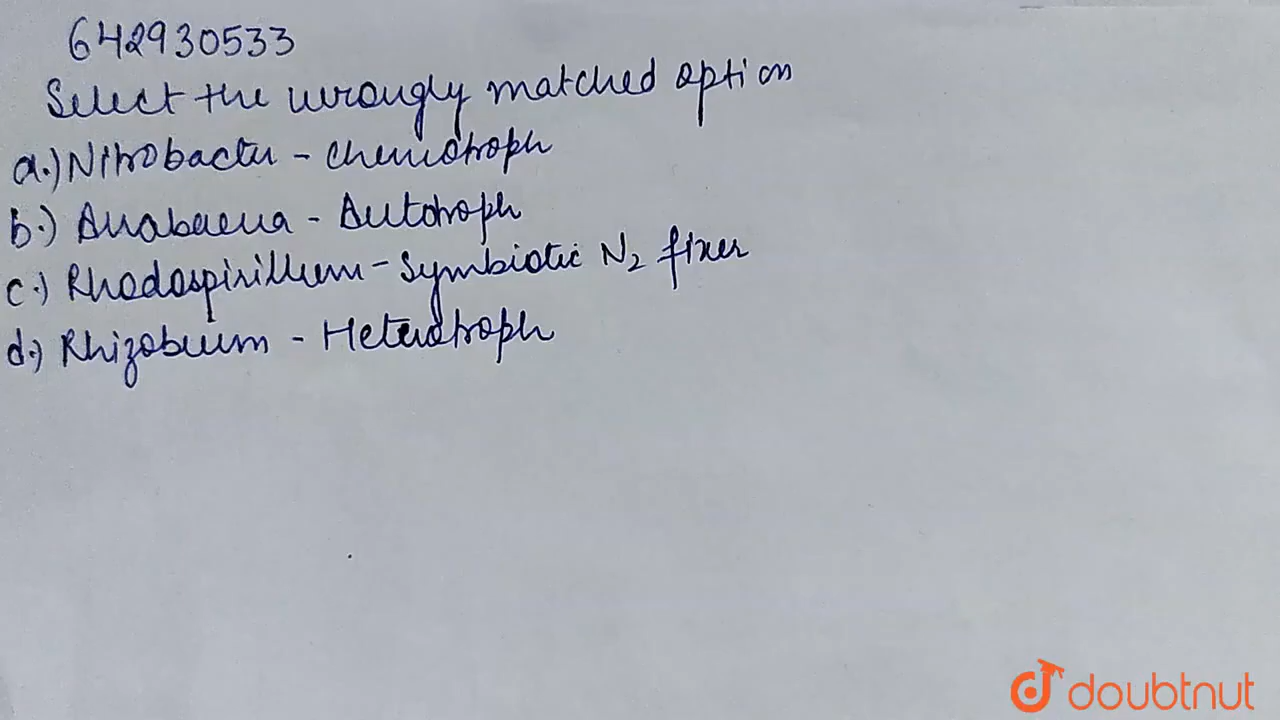 642930533
Select the wrongly matched option
a.) Nitrobacter - Chemotroph
b.) Anabaena - Autotroph
c.) Rhodospirillum - Symbiotic N2 fixer
d.) Rhizobium - Heterotroph
doubtnut